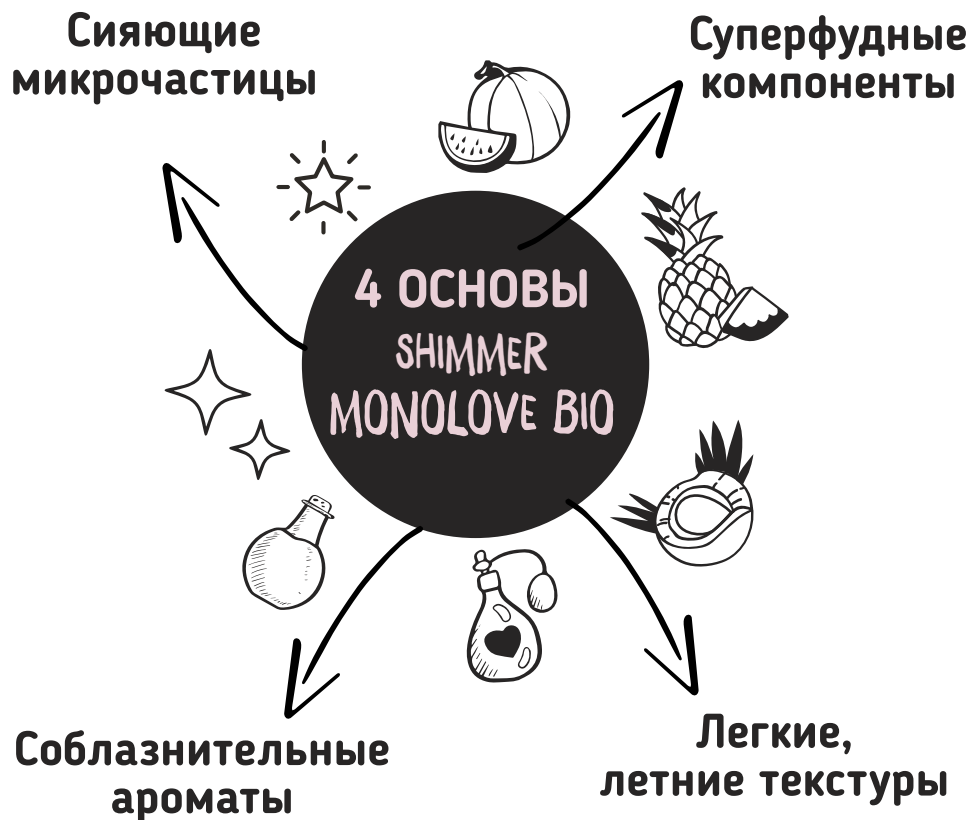 Сияющие
микрочастицы
Суперфудные
компоненты
4 ОСНОВЫ
SHIMMER
MONOLOVE BIO
Соблазнительные
ароматы
Легкие,
летние текстуры